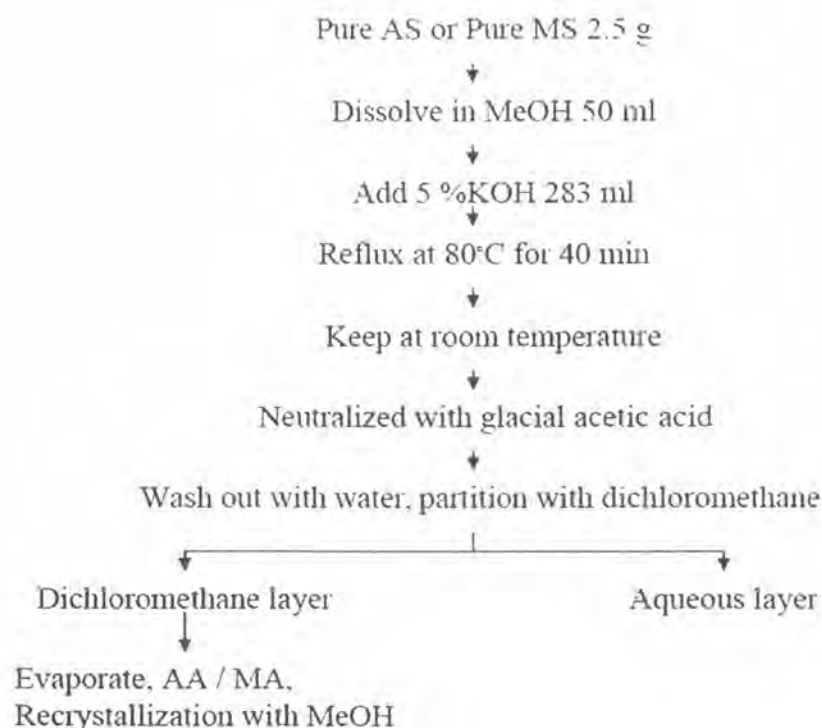 Pure AS or Pure MS 2.5 g
Dissolve in MeOH 50 ml
Add 5 %KOH 283 ml
Reflux at 80°C for 40 min
Keep at room temperature
Neutralized with glacial acetic acid
Wash out with water, partition with dichloromethane
Dichloromethane layer
Aqueous layer
Evaporate, AA / MA,
Recrystallization with MeOH